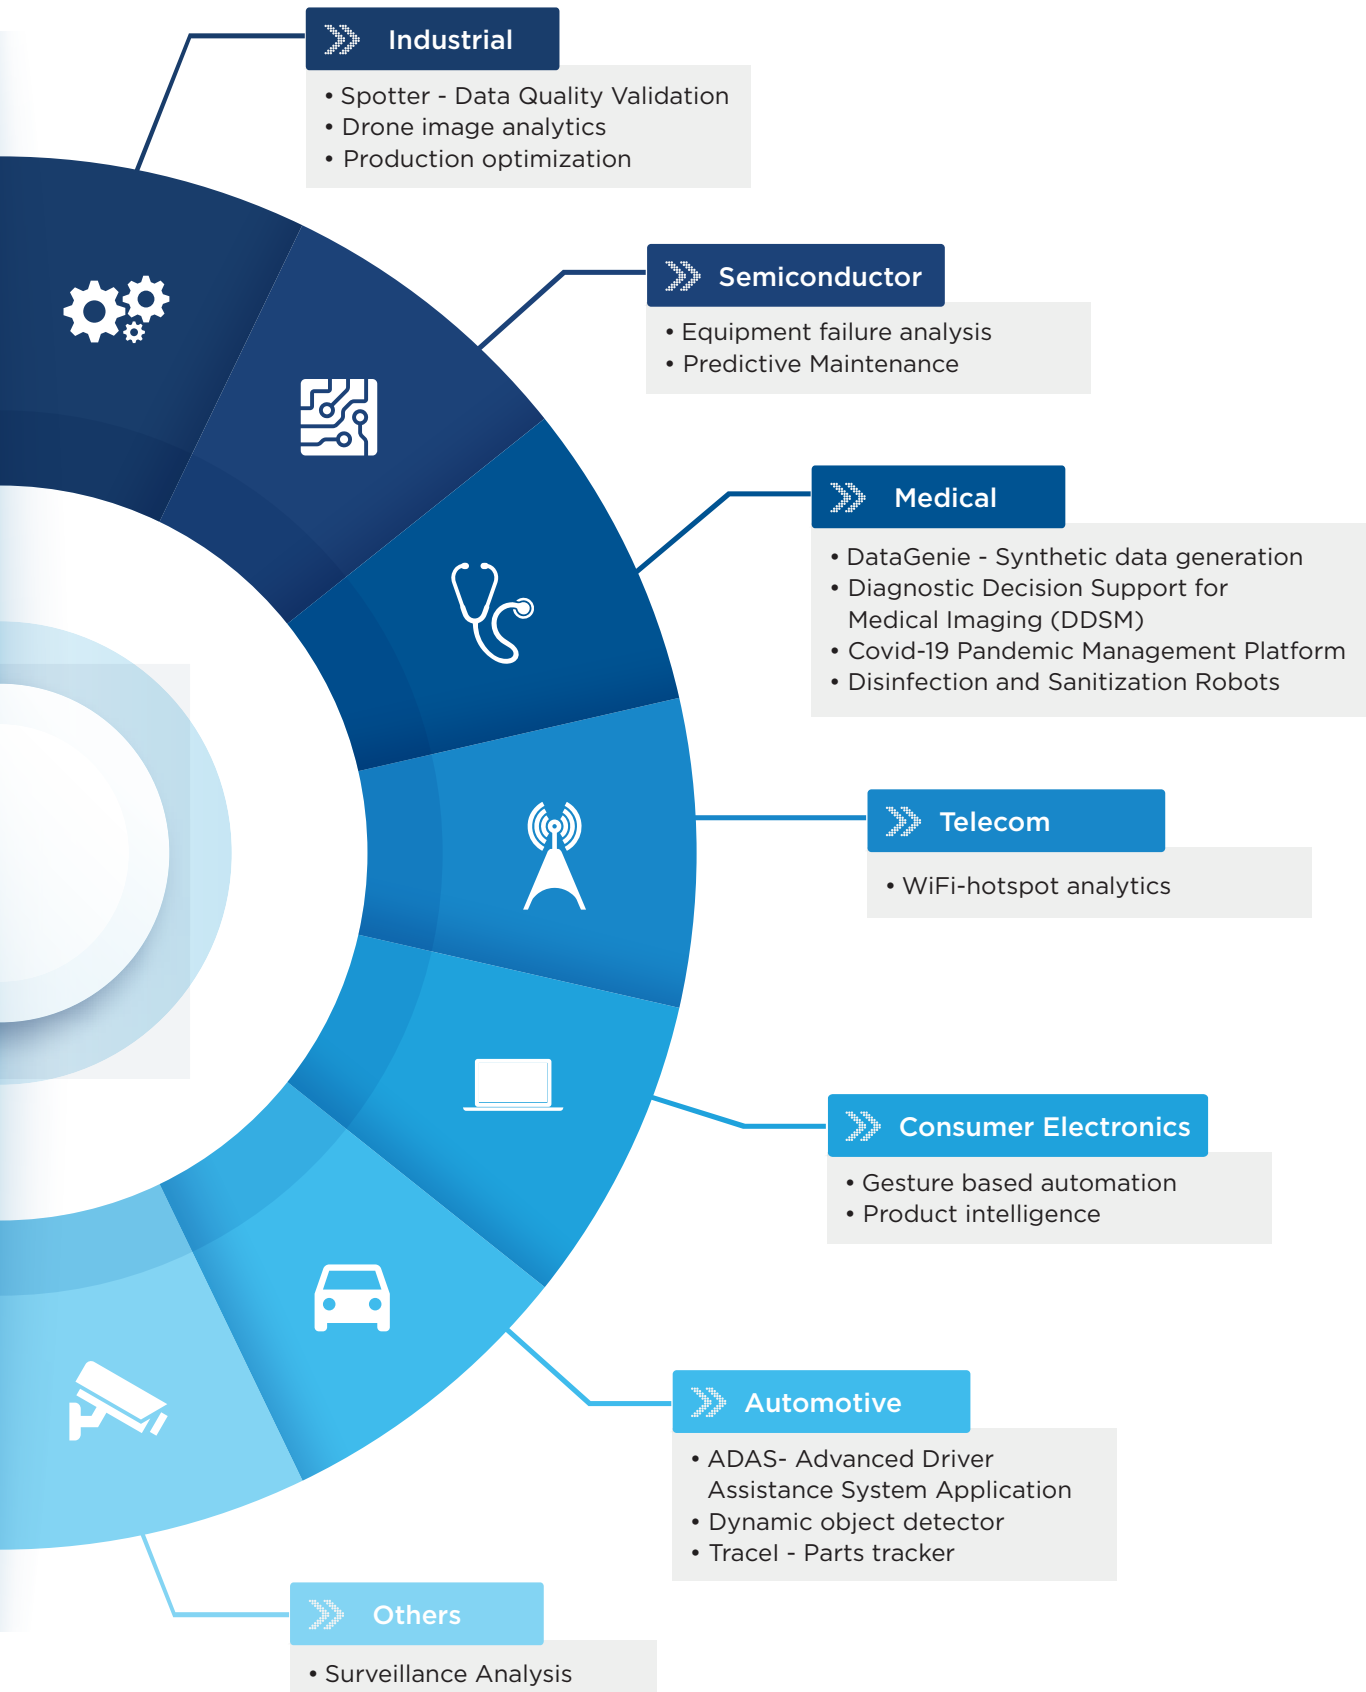 Industrial
• Spotter - Data Quality Validation
• Drone image analytics
• Production optimization
Semiconductor
• Equipment failure analysis
• Predictive Maintenance
Medical
• DataGenie - Synthetic data generation
• Diagnostic Decision Support for
Medical Imaging (DDSM)
• Covid-19 Pandemic Management Platform
• Disinfection and Sanitization Robots
Telecom
• WiFi-hotspot analytics
Consumer Electronics
• Gesture based automation
• Product intelligence
Automotive
• ADAS- Advanced Driver
Assistance System Application
• Dynamic object detector
• TraceI - Parts tracker
Others
• Surveillance Analysis